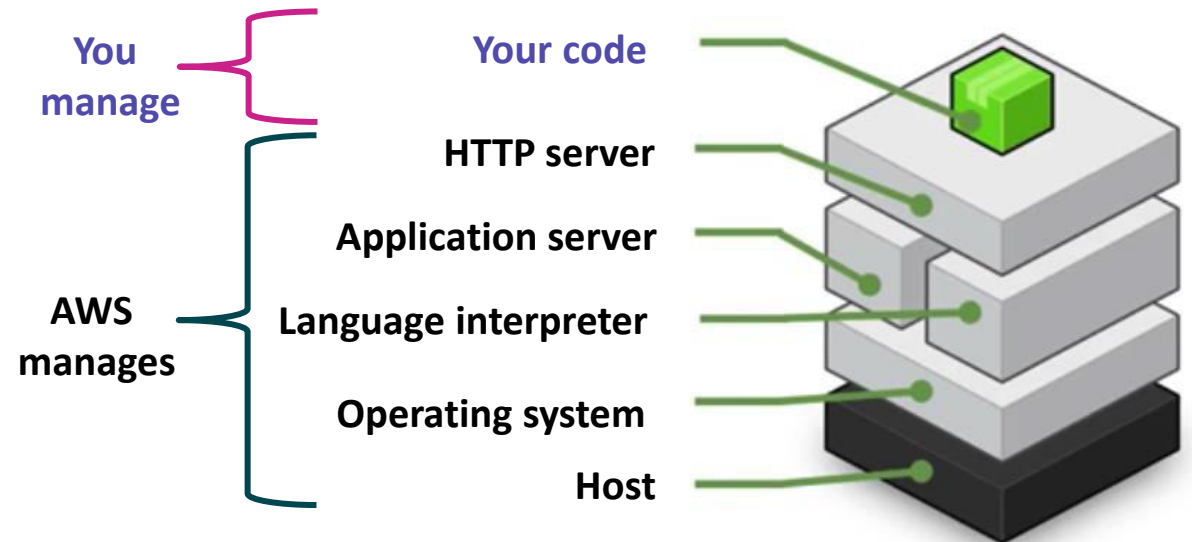 You
manage
Your code
HTTP server
Application server
AWS
manages
Language interpreter
Operating system
Host